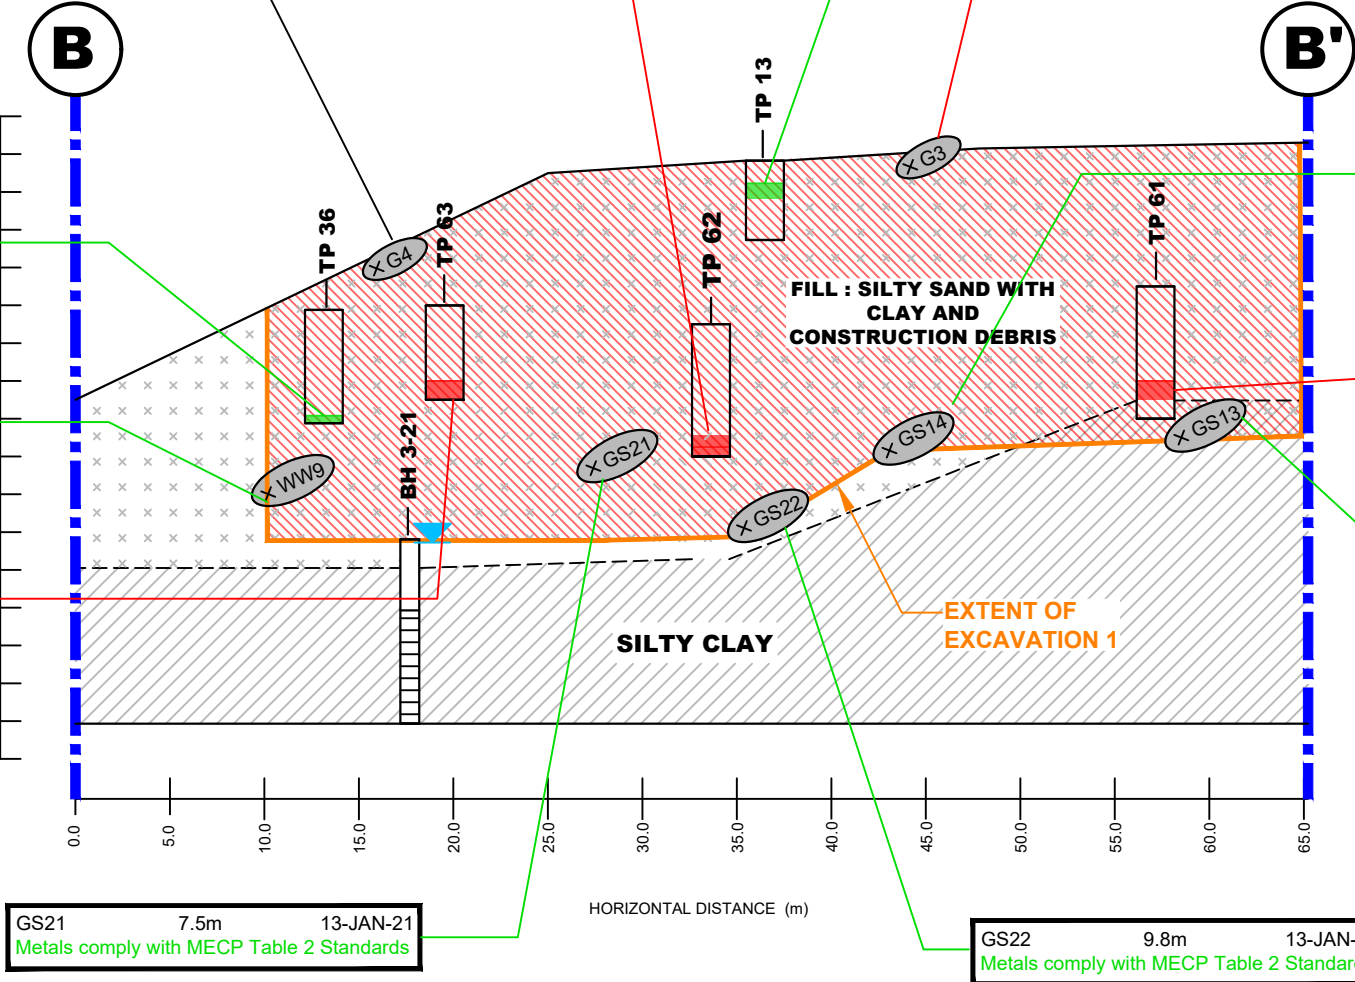 B
B'
TP 13
× G3
TP 36
× G4
TP 63
TP 62
TP 61
FILL : SILTY SAND WITH
CLAY AND
CONSTRUCTION DEBRIS
BH 3-21
× WW9
× GS21
× GS14
× GS13
× GS22
EXTENT OF
EXCAVATION 1
SILTY CLAY
0.0
5.0
10.0
15.0
20.0
25.0
30.0
35.0
40.0
45.0
50.0
55.0
60.0
65.0
HORIZONTAL DISTANCE (m)
GS21 7.5m 13-JAN-21
Metals comply with MECP Table 2 Standards
GS22 9.8m 13-JAN-
Metals comply with MECP Table 2 Standar